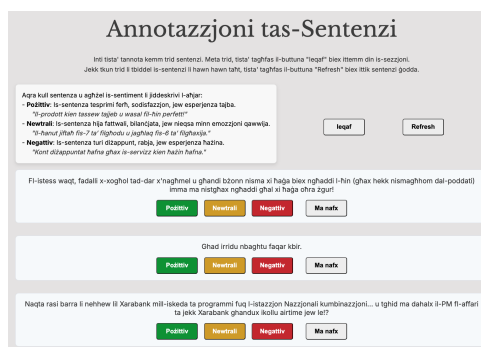 Annotazzjoni tas-Sentenzi
Inti tista' tannota kemm trid sentenzi. Meta trid, tista' tagħfas il-buttuna "Ieqaf" biex ittemm din is-sezzjoni.
Jekk tkun trid li tbiddel is-sentenzi li hawn hawn taħt, tista' tagħfas il-buttuna "Refresh" biex ittik sentenzi ġodda.
Aqra kull sentenza u agħżel is-sentiment li jiddeskrivi l-aħjar:
- Pożittiv: Is-sentenza tesprimi ferħ, sodisfazzjon, jew esperjenza tajba.
"Il-prodott kien tassew tajjeb u wasal fil-ħin perfett!"
- Newtrali: Is-sentenza hija fattwali, bilanċjata, jew nieqsa minn emozzjoni qawwija.
"Il-ħanut jiftaħ fis-7 ta' filgħodu u jagħlaq fis-6 ta' filgħaxija."
- Negattiv: Is-sentenza turi diżappunt, rabja, jew esperjenza ħażina.
"Kont diżappuntat ħafna għax is-servizz kien ħażin ħafna."
Ieqaf
Refresh
Fl-istess waqt, fadalli x-xogħol tad-dar x'nagħmel u għandi bżonn nisma xi ħaġa biex ngħaddi l-ħin (għax hekk nismagħhom dal-poddati)
imma ma nistgħax ngħaddi għal xi ħaġa oħra żgur!
Pożittiv Newtrali Negattiv Ma nafx
Għad irridu nbagħtu faqar kbir.
Pożittiv Newtrali Negattiv Ma nafx
Naqta rasi barra li nehhew lil Xarabank mill-iskeda ta programmi fuq l-istazzjon Nazzjonali kumbinazzjoni... u tghid ma dahalx il-PM fl-affari
ta jekk Xarabank ghandux ikollu airtime jew le!?
Pożittiv Newtrali Negattiv Ma nafx